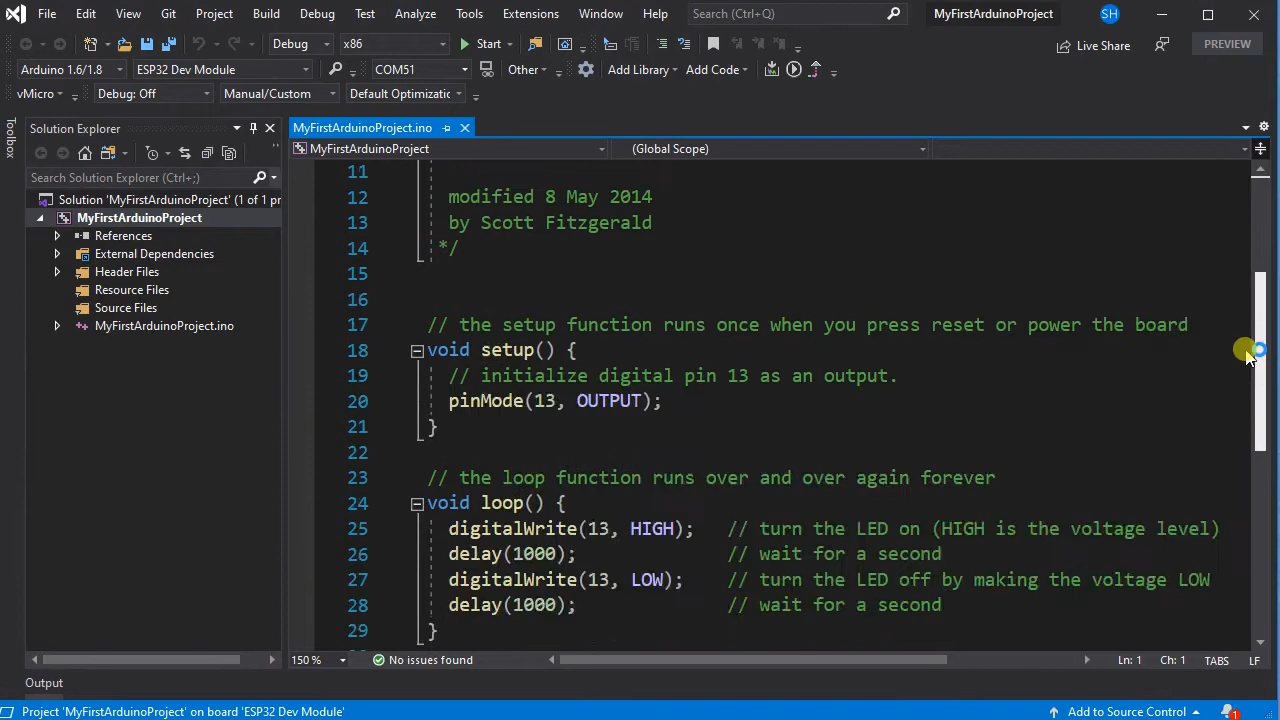 File Edit View Git Project Build Debug Test Analyze Tools Extensions Window Help Search (Ctrl+Q) MyFirstArduinoProject SH
Debug x86 Start Live Share PREVIEW
Arduino 1.6/1.8 ESP32 Dev Module COM51 Other Add Library Add Code
vMicro Debug: Off Manual/Custom Default Optimizatic
Toolbox
Solution Explorer
Search Solution Explorer (Ctrl+;)
Solution 'MyFirstArduinoProject' (1 of 1 pr
MyFirstArduinoProject
References
External Dependencies
Header Files
Resource Files
Source Files
MyFirstArduinoProject.ino
MyFirstArduinoProject.ino
MyFirstArduinoProject (Global Scope)
11
12 modified 8 May 2014
13 by Scott Fitzgerald
14 */
15
16
17 // the setup function runs once when you press reset or power the board
18 void setup() {
19 // initialize digital pin 13 as an output.
20 pinMode(13, OUTPUT);
21 }
22
23 // the loop function runs over and over again forever
24 void loop() {
25 digitalWrite(13, HIGH); // turn the LED on (HIGH is the voltage level)
26 delay(1000); // wait for a second
27 digitalWrite(13, LOW); // turn the LED off by making the voltage LOW
28 delay(1000); // wait for a second
29 }
150 % No issues found Ln: 1 Ch: 1 TABS LF
Output
Project 'MyFirstArduinoProject' on board 'ESP32 Dev Module' Add to Source Control 1